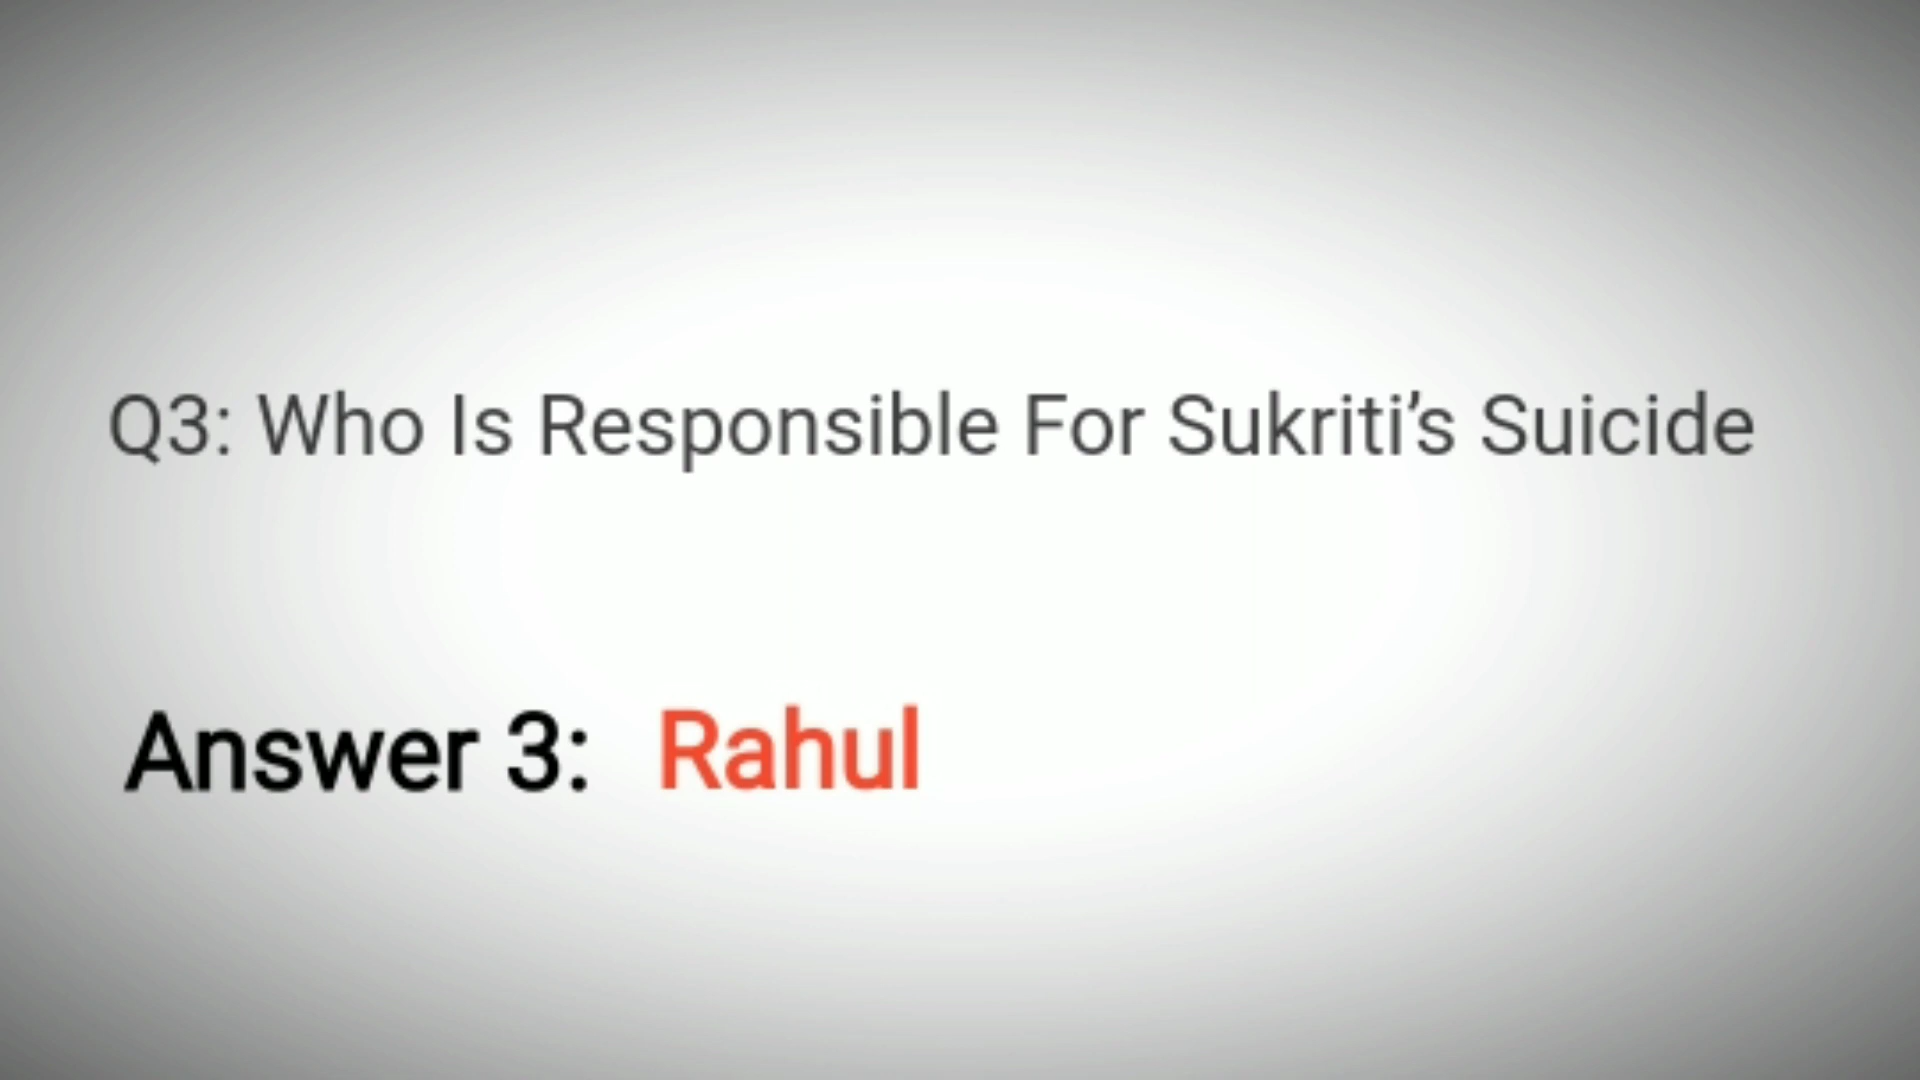 Q3: Who Is Responsible For Sukriti’s Suicide
Answer 3: Rahul